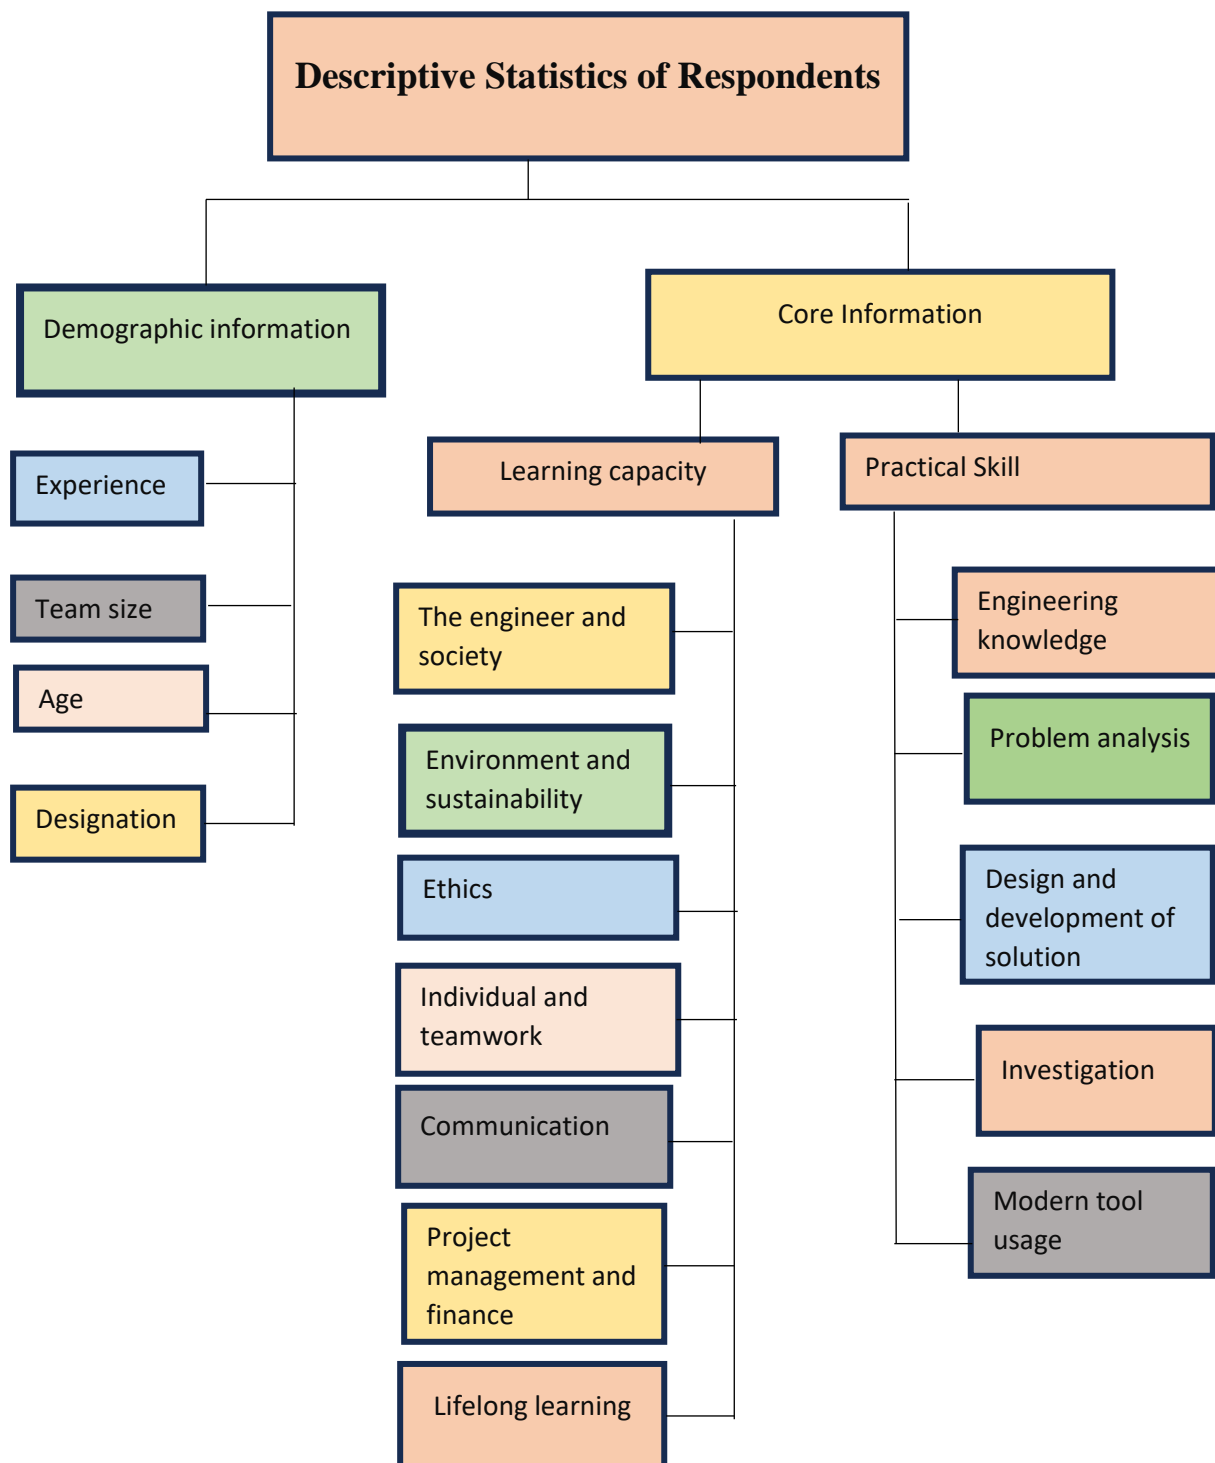 Descriptive Statistics of Respondents
Demographic information
Core Information
Experience
Team size
Age
Designation
Learning capacity
The engineer and
society
Environment and
sustainability
Ethics
Individual and
teamwork
Communication
Project
management and
finance
Lifelong learning
Practical Skill
Engineering
knowledge
Problem analysis
Design and
development of
solution
Investigation
Modern tool
usage